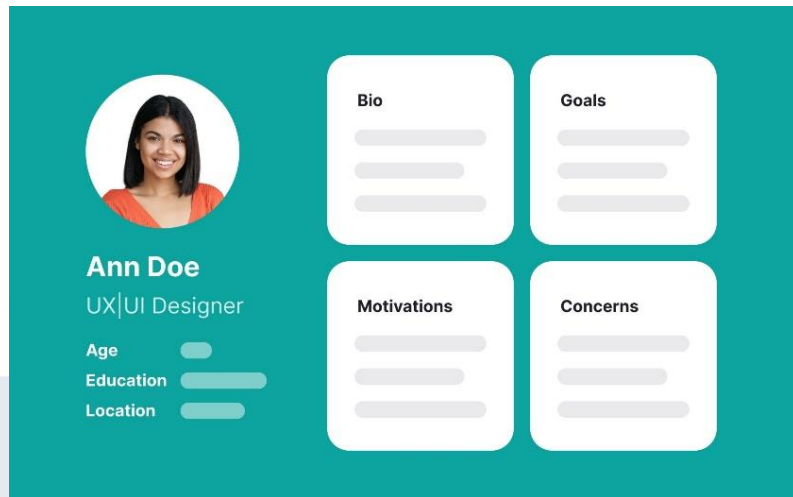 Ann Doe
UX|UI Designer
Age
Education
Location
Bio
Goals
Motivations
Concerns